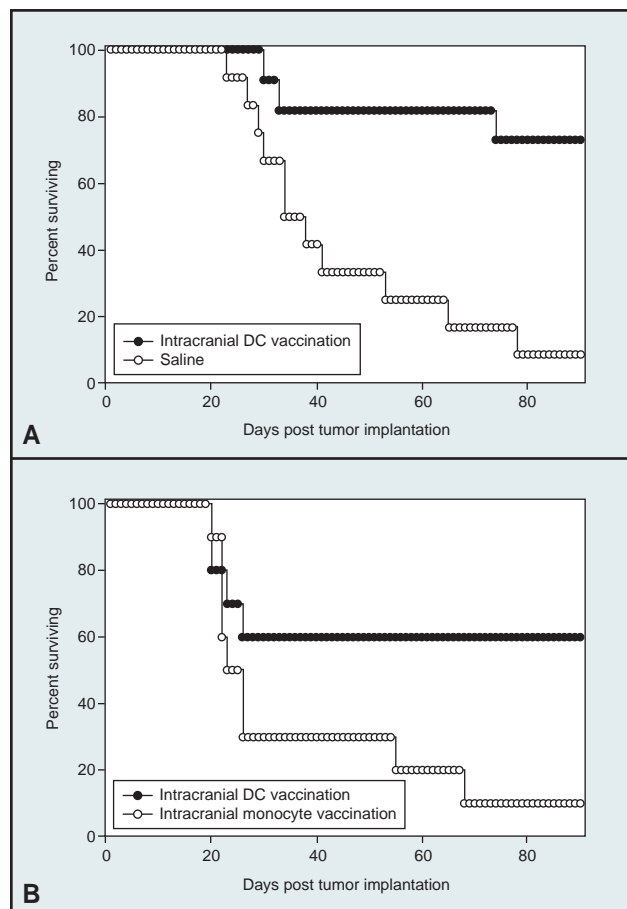 100
80
60
40
20
0
Percent surviving
Intracranial DC vaccination
Saline
0 20 40 60 80
Days post tumor implantation
A
100
80
60
40
20
0
Percent surviving
Intracranial DC vaccination
Intracranial monocyte vaccination
0 20 40 60 80
Days post tumor implantation
B